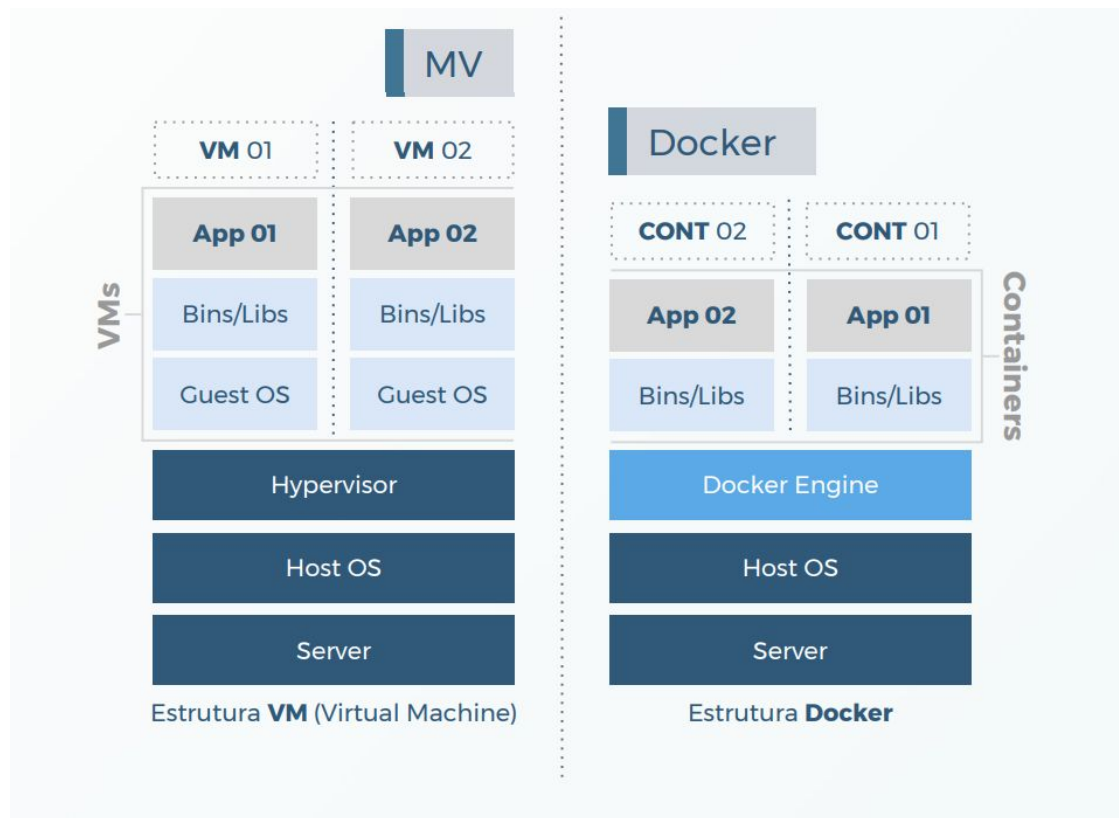 MV
VM 01
VM 02
App 01
App 02
Bins/Libs
Bins/Libs
Guest OS
Guest OS
VMs
Hypervisor
Host OS
Server
Estrutura VM (Virtual Machine)
Docker
CONT 02
CONT 01
App 02
App 01
Bins/Libs
Bins/Libs
Containers
Docker Engine
Host OS
Server
Estrutura Docker